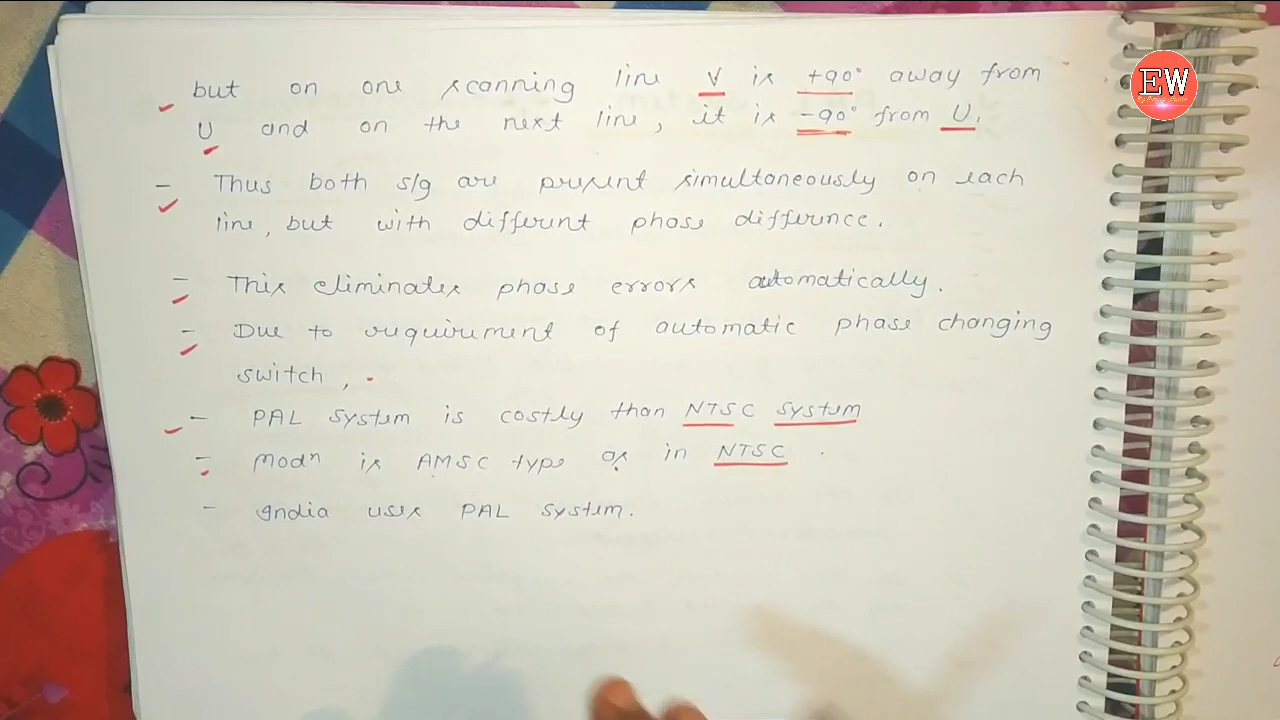 but on one scanning line V is +90° away from
U and on the next line, it is -90° from U.
- Thus both s/g are present simultaneously on each
line, but with different phase difference.
- This eliminates phase errors automatically.
- Due to requirement of automatic phase changing
switch,
- PAL system is costly than NTSC system
- Modn is AMSC type as in NTSC
- India uses PAL system.
EW